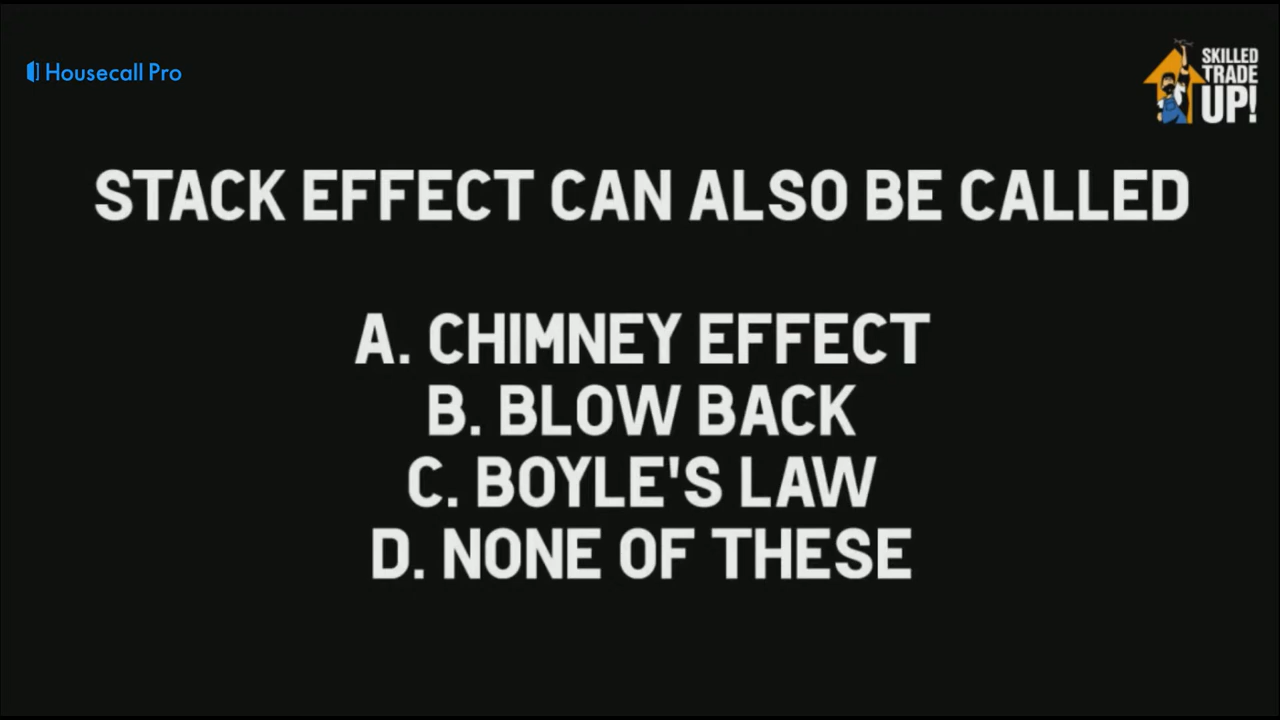 Housecall Pro
SKILLED
TRADE
UP!
STACK EFFECT CAN ALSO BE CALLED
A. CHIMNEY EFFECT
B. BLOW BACK
C. BOYLE'S LAW
D. NONE OF THESE